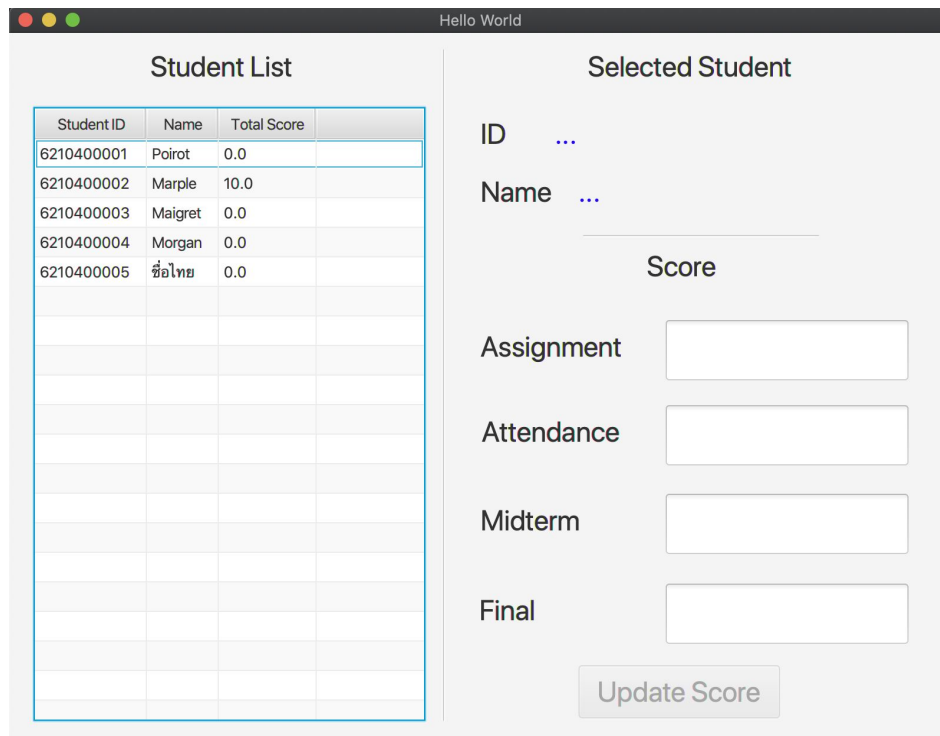 Hello World
Student List
Student ID Name Total Score
6210400001 Poirot 0.0
6210400002 Marple 10.0
6210400003 Maigret 0.0
6210400004 Morgan 0.0
6210400005 ชื่อไทย 0.0
Selected Student
ID ...
Name ...
Score
Assignment
Attendance
Midterm
Final
Update Score